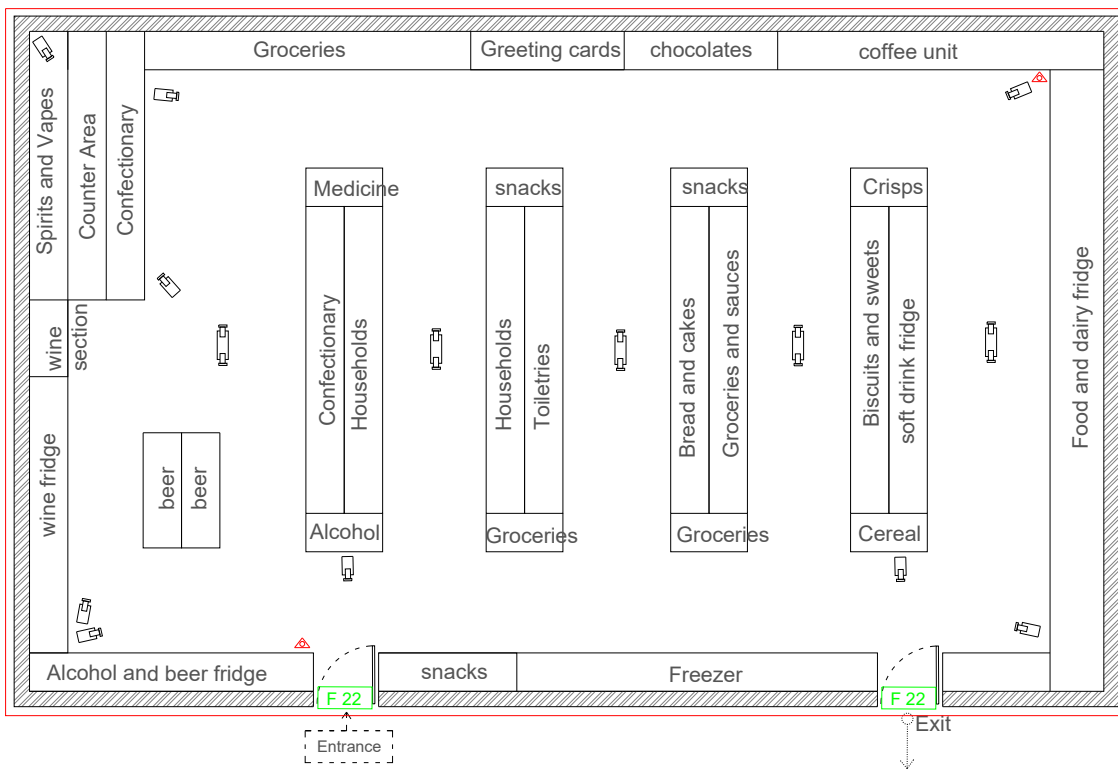 Groceries
Greeting cards
chocolates
coffee unit
Spirits and Vapes
Counter Area
Confectionary
Medicine
snacks
snacks
Crisps
wine section
Confectionary
Households
Households
Toiletries
Bread and cakes
Groceries and sauces
Biscuits and sweets
soft drink fridge
Food and dairy fridge
wine fridge
beer
beer
Alcohol
Groceries
Groceries
Cereal
Alcohol and beer fridge
snacks
Freezer
F 22
F 22
Entrance
Exit